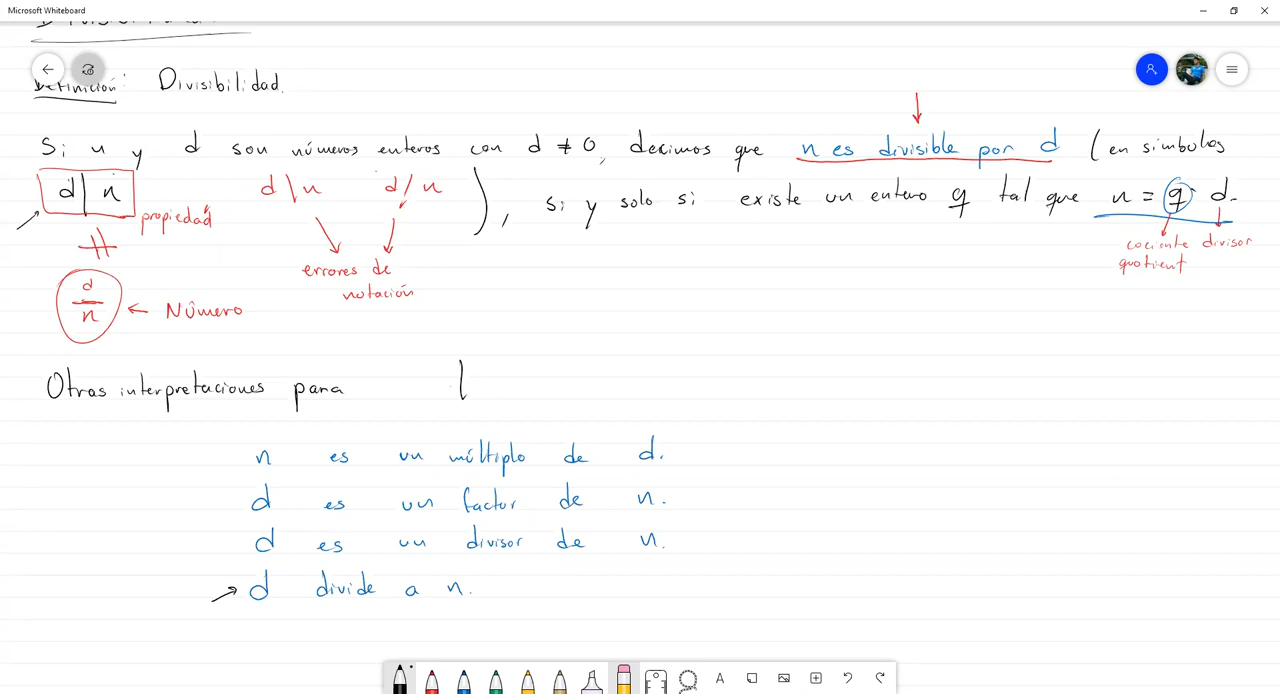 Microsoft Whiteboard
Definición: Divisibilidad.
Si n y d son números enteros con d ≠ 0, decimos que n es divisible por d (en símbolos
d | n d \ n d / n ), si y solo si existe un entero q tal que n = q · d.
propiedad
cociente divisor
quotient
errores de
notación
d
n
← Número
Otras interpretaciones para
n es un múltiplo de d.
d es un factor de n.
d es un divisor de n.
→ d divide a n.